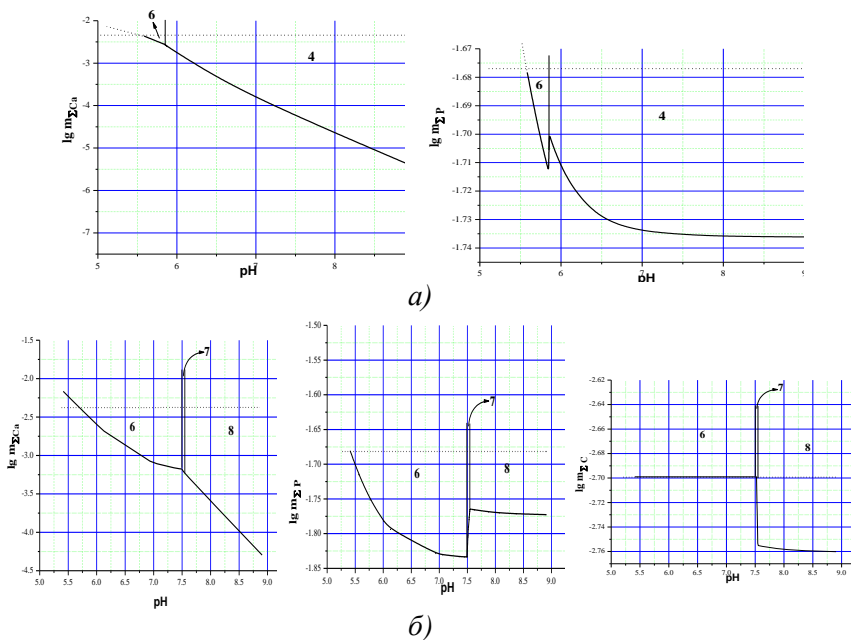 -2
-3
-4
-5
-6
-7
5 6 7 8
pH
lg m ΣCa
6
4
-1.67
-1.68
-1.69
-1.70
-1.71
-1.72
-1.73
-1.74
5 6 7 8 9
pH
lg m Σ P
6
4
а)
-1.5
-2.0
-2.5
-3.0
-3.5
-4.0
-4.5
5.0 5.5 6.0 6.5 7.0 7.5 8.0 8.5 9.0
pH
lg m ΣCa
7
6
8
-1.50
-1.55
-1.60
-1.65
-1.70
-1.75
-1.80
-1.85
5.0 5.5 6.0 6.5 7.0 7.5 8.0 8.5 9.0
pH
lg m Σ P
7
6
8
-2.62
-2.64
-2.66
-2.68
-2.70
-2.72
-2.74
-2.76
5.0 5.5 6.0 6.5 7.0 7.5 8.0 8.5 9.0
pH
lg m Σ C
7
6
8
б)